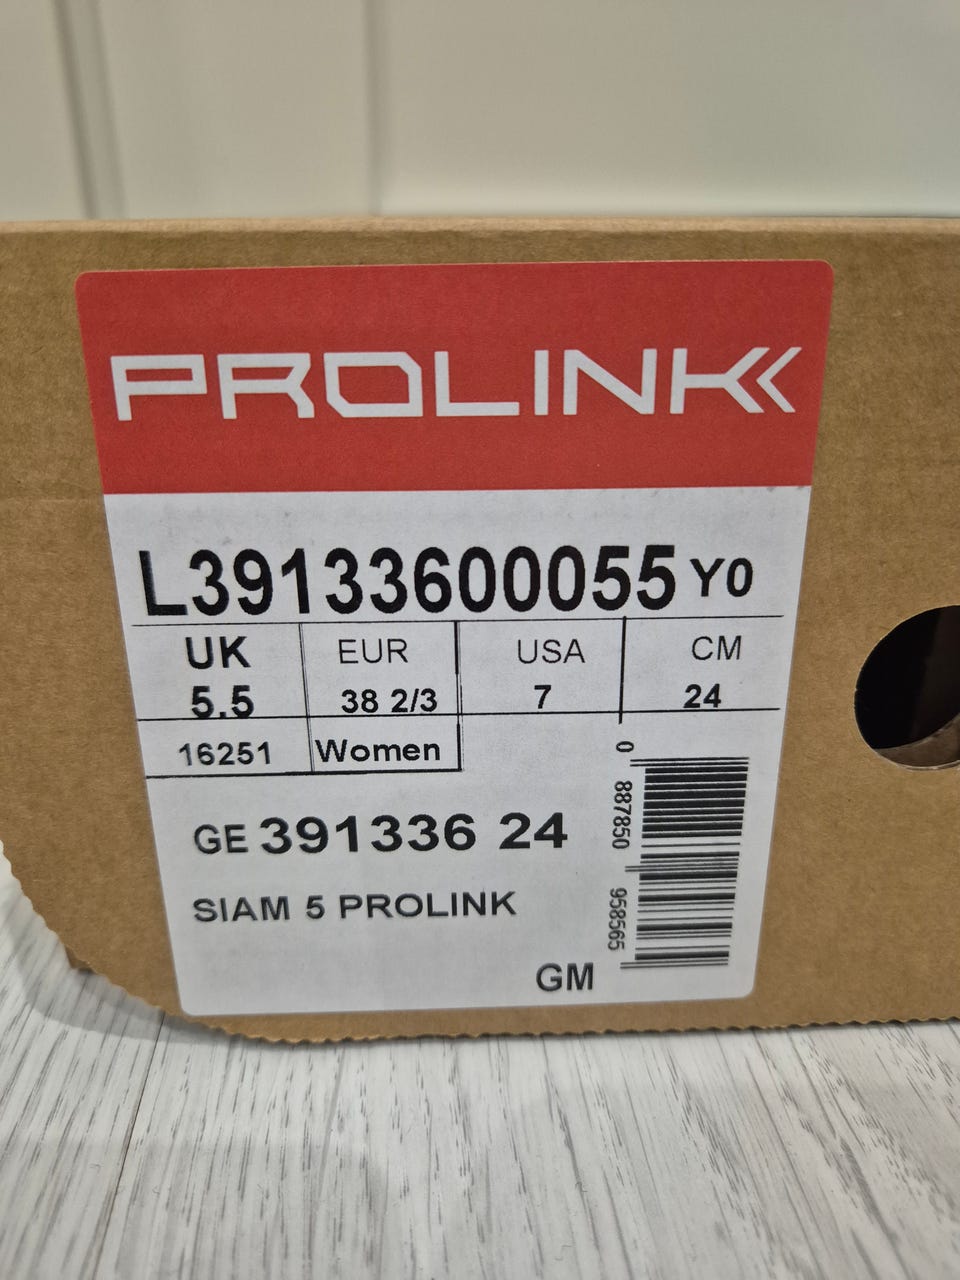 PROLINK
L39133600055 Y0
UK EUR USA CM
5.5 38 2/3 7 24
16251 Women
GE 391336 24
SIAM 5 PROLINK
GM
0 887850 958565